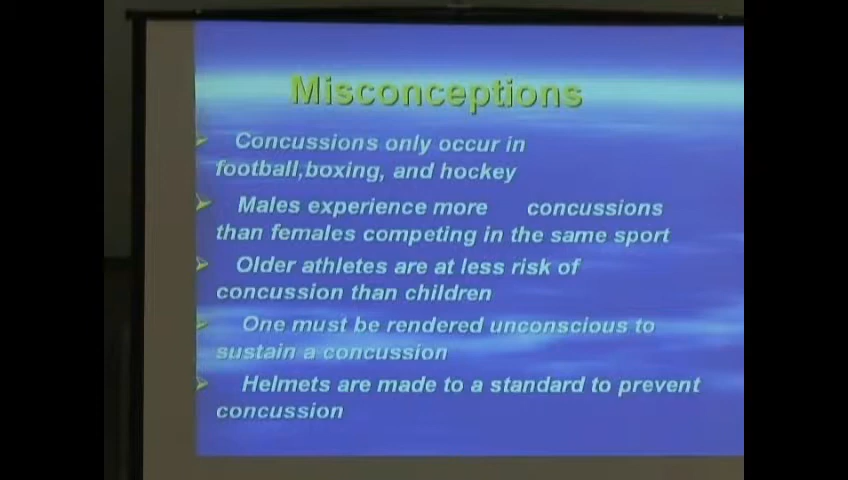 Misconceptions
Concussions only occur in
football,boxing, and hockey
Males experience more concussions
than females competing in the same sport
Older athletes are at less risk of
concussion than children
One must be rendered unconscious to
sustain a concussion
Helmets are made to a standard to prevent
concussion